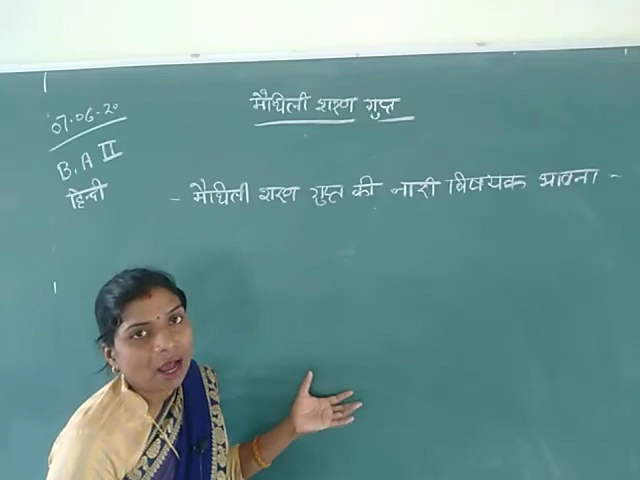 मैथिली शरण गुप्त
07.06.20
B.A II
हिन्दी
- मैथिली शरण गुप्त की नारी विषयक भावना -